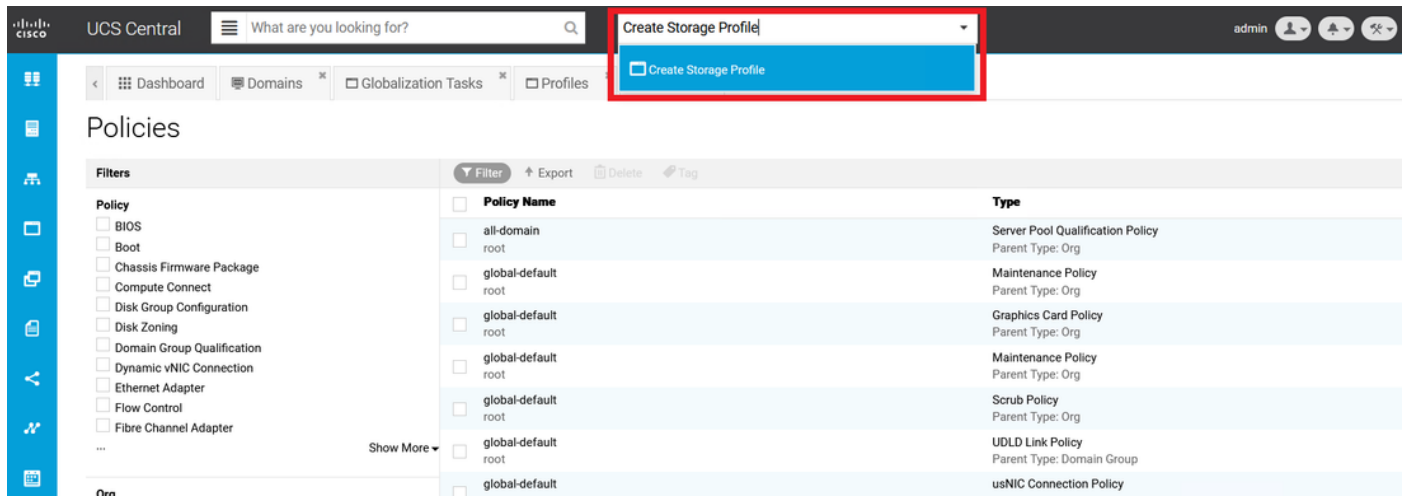 cisco
UCS Central
What are you looking for?
Create Storage Profile
admin
Create Storage Profile
Dashboard
Domains
Globalization Tasks
Profiles
Policies
Filters
Filter
Export
Delete
Tag
Policy
Policy Name
Type
BIOS
Boot
Chassis Firmware Package
Compute Connect
Disk Group Configuration
Disk Zoning
Domain Group Qualification
Dynamic vNIC Connection
Ethernet Adapter
Flow Control
Fibre Channel Adapter
...
Show More
Org
all-domain
root
Server Pool Qualification Policy
Parent Type: Org
global-default
root
Maintenance Policy
Parent Type: Org
global-default
root
Graphics Card Policy
Parent Type: Org
global-default
root
Maintenance Policy
Parent Type: Org
global-default
root
Scrub Policy
Parent Type: Org
global-default
root
UDLD Link Policy
Parent Type: Domain Group
global-default
usNIC Connection Policy